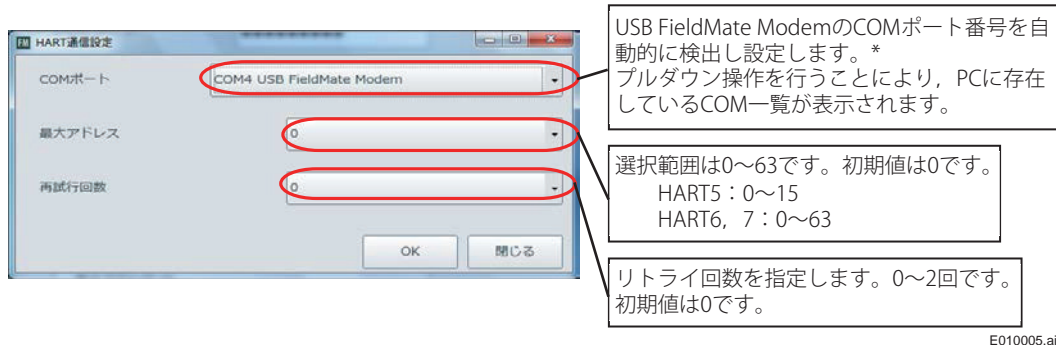 FM HART通信設定
COMポート
COM4 USB FieldMate Modem
最大アドレス
0
再試行回数
0
OK
閉じる
USB FieldMate ModemのCOMポート番号を自
動的に検出し設定します。*
プルダウン操作を行うことにより，PCに存在
しているCOM一覧が表示されます。
選択範囲は0～63です。初期値は0です。
HART5：0～15
HART6，7：0～63
リトライ回数を指定します。0～2回です。
初期値は0です。
E010005.ai